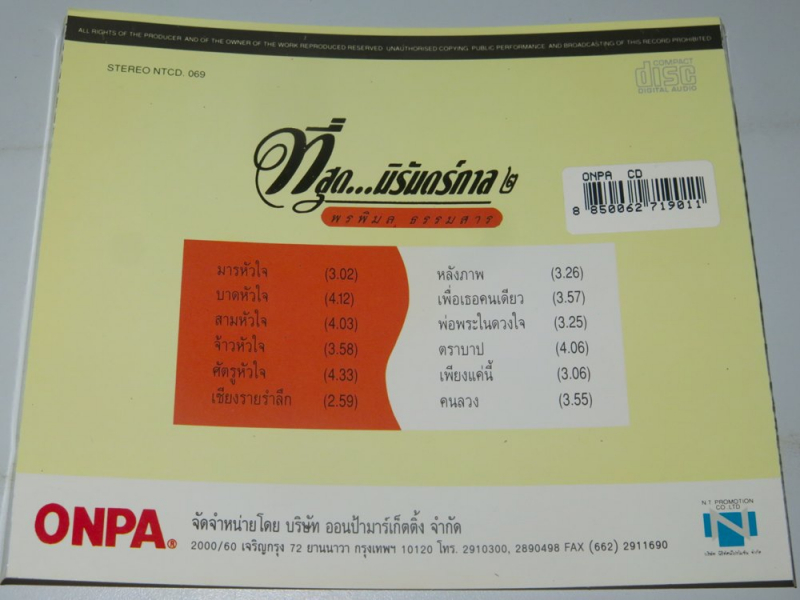 ALL RIGHTS OF THE PRODUCER AND OF THE OWNER OF THE WORK REPRODUCED RESERVED UNAUTHORISED COPYING PUBLIC PERFORMANCE AND BROADCASTING OF THIS RECORD PROHIBITED
STEREO NTCD. 069
COMPACT
disc
DIGITAL AUDIO
ที่สุด...นิรันดร์กาล ๒
พรพิมล ธรรมสาร
ONPA CD
8 850062 719011
มารหัวใจ (3.02)
บาดหัวใจ (4.12)
สามหัวใจ (4.03)
จ้าวหัวใจ (3.58)
ศัตรูหัวใจ (4.33)
เชียงรายรำลึก (2.59)
หลังภาพ (3.26)
เพื่อเธอคนเดียว (3.57)
พ่อพระในดวงใจ (3.25)
ตราบาป (4.06)
เพียงแค่นี้ (3.06)
คนลวง (3.55)
ONPA®
จัดจำหน่ายโดย บริษัท ออนป้ามาร์เก็ตติ้ง จำกัด
2000/60 เจริญกรุง 72 ยานนาวา กรุงเทพฯ 10120 โทร. 2910300, 2890498 FAX (662) 2911690
N.T. PROMOTION
CO.,LTD.
N